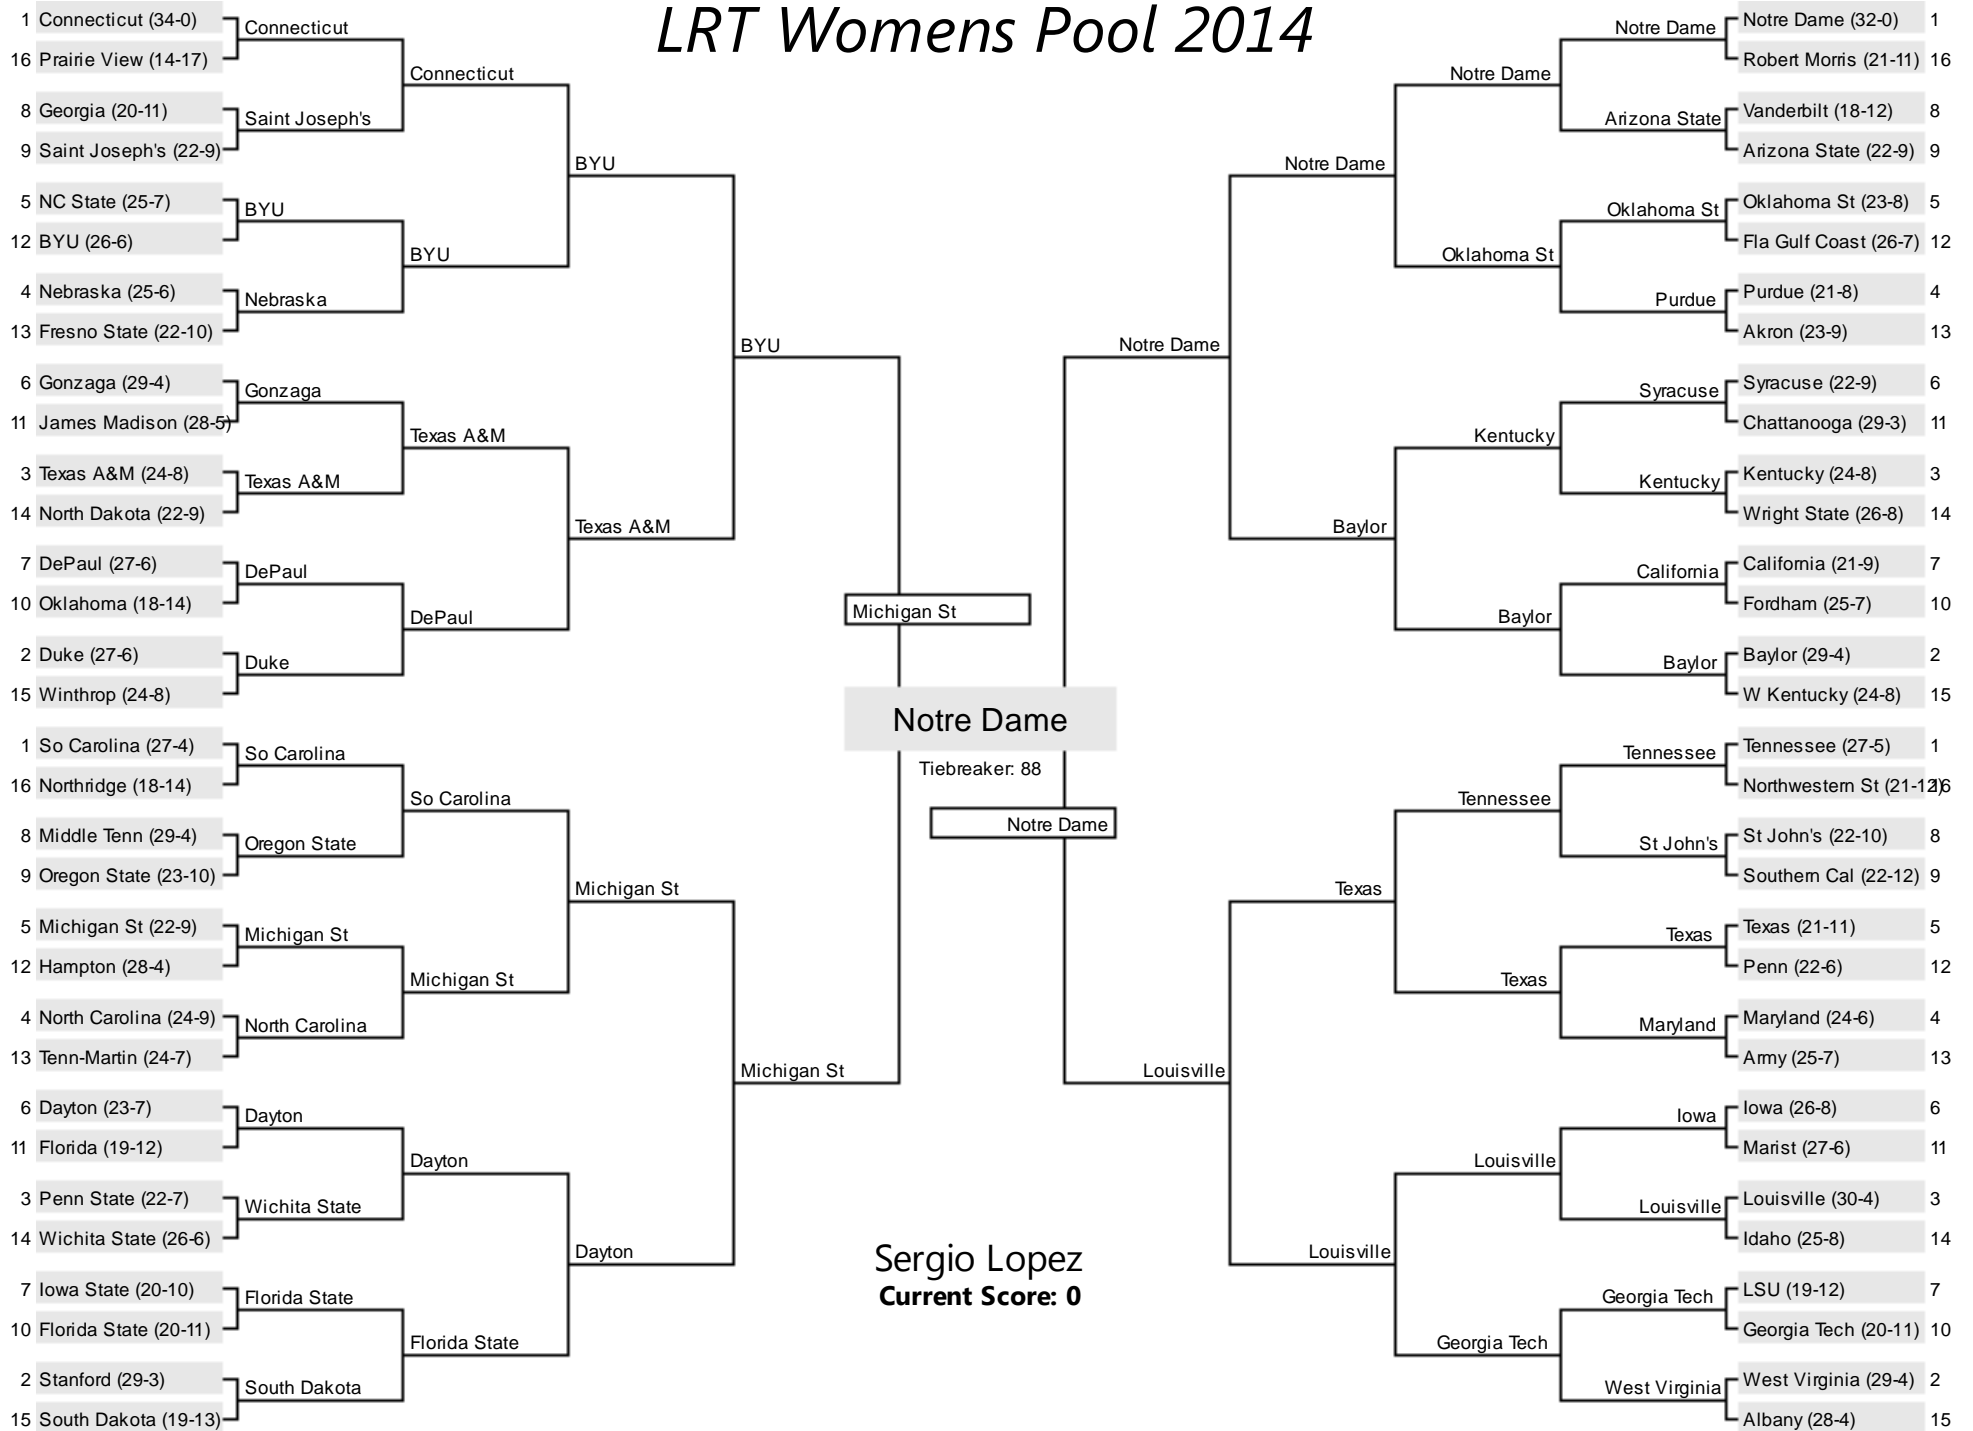 LRT Womens Pool 2014
1 Connecticut (34-0)
16 Prairie View (14-17)
8 Georgia (20-11)
9 Saint Joseph's (22-9)
5 NC State (25-7)
12 BYU (26-6)
4 Nebraska (25-6)
13 Fresno State (22-10)
6 Gonzaga (29-4)
11 James Madison (28-5)
3 Texas A&M (24-8)
14 North Dakota (22-9)
7 DePaul (27-6)
10 Oklahoma (18-14)
2 Duke (27-6)
15 Winthrop (24-8)
1 So Carolina (27-4)
16 Northridge (18-14)
8 Middle Tenn (29-4)
9 Oregon State (23-10)
5 Michigan St (22-9)
12 Hampton (28-4)
4 North Carolina (24-9)
13 Tenn-Martin (24-7)
6 Dayton (23-7)
11 Florida (19-12)
3 Penn State (22-7)
14 Wichita State (26-6)
7 Iowa State (20-10)
10 Florida State (20-11)
2 Stanford (29-3)
15 South Dakota (19-13)
Connecticut
Saint Joseph's
BYU
Nebraska
Gonzaga
Texas A&M
DePaul
Duke
So Carolina
Oregon State
Michigan St
North Carolina
Dayton
Wichita State
Florida State
South Dakota
Connecticut
BYU
Texas A&M
DePaul
So Carolina
Michigan St
Dayton
Florida State
BYU
Texas A&M
Michigan St
Dayton
BYU
Michigan St
Michigan St
Notre Dame
Tiebreaker: 88
Notre Dame
Sergio Lopez
Current Score: 0
Notre Dame
Louisville
Notre Dame
Baylor
Texas
Louisville
Notre Dame
Oklahoma St
Kentucky
Baylor
Tennessee
Texas
Louisville
Georgia Tech
Notre Dame
Arizona State
Oklahoma St
Purdue
Syracuse
Kentucky
California
Baylor
Tennessee
St John's
Texas
Maryland
Iowa
Louisville
Georgia Tech
West Virginia
Notre Dame (32-0) 1
Robert Morris (21-11) 16
Vanderbilt (18-12) 8
Arizona State (22-9) 9
Oklahoma St (23-8) 5
Fla Gulf Coast (26-7) 12
Purdue (21-8) 4
Akron (23-9) 13
Syracuse (22-9) 6
Chattanooga (29-3) 11
Kentucky (24-8) 3
Wright State (26-8) 14
California (21-9) 7
Fordham (25-7) 10
Baylor (29-4) 2
W Kentucky (24-8) 15
Tennessee (27-5) 1
Northwestern St (21-12) 16
St John's (22-10) 8
Southern Cal (22-12) 9
Texas (21-11) 5
Penn (22-6) 12
Maryland (24-6) 4
Army (25-7) 13
Iowa (26-8) 6
Marist (27-6) 11
Louisville (30-4) 3
Idaho (25-8) 14
LSU (19-12) 7
Georgia Tech (20-11) 10
West Virginia (29-4) 2
Albany (28-4) 15